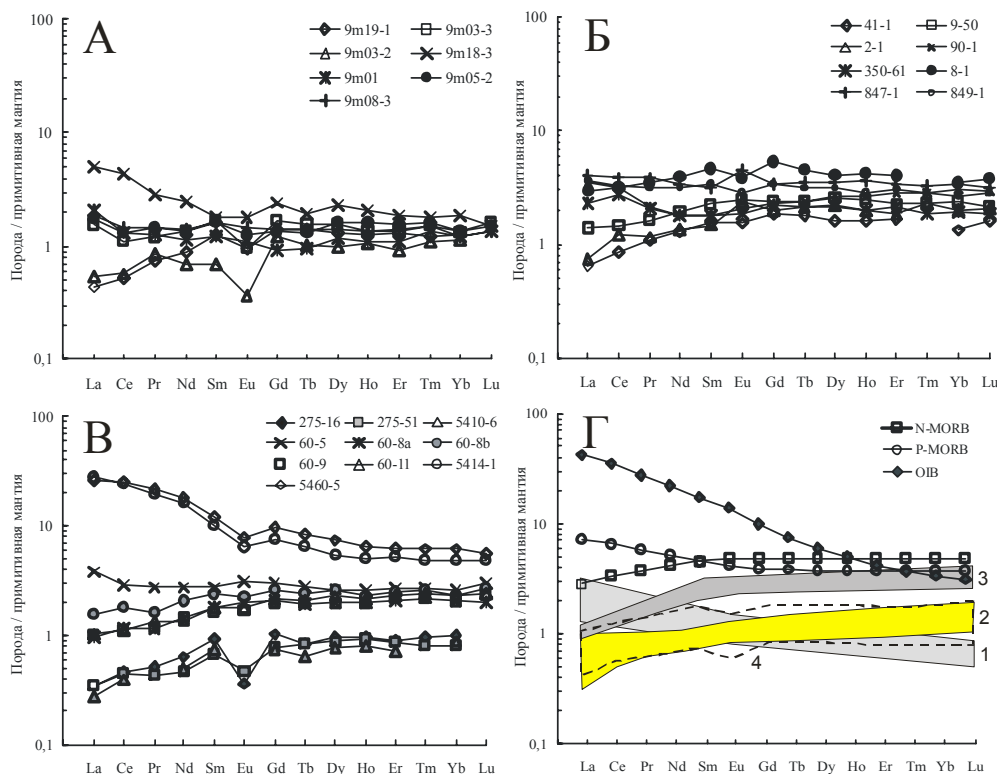 А
100
10
1
0,1
Порода / примитивная мантия
9m19-1 9m03-3
9m03-2 9m18-3
9m01 9m05-2
9m08-3
La Ce Pr Nd Sm Eu Gd Tb Dy Ho Er Tm Yb Lu
Б
100
10
1
0,1
Порода / примитивная мантия
41-1 9-50
2-1 90-1
350-61 8-1
847-1 849-1
La Ce Pr Nd Sm Eu Gd Tb Dy Ho Er Tm Yb Lu
В
100
10
1
0,1
Порода / примитивная мантия
275-16 275-51 5410-6
60-5 60-8a 60-8b
60-9 60-11 5414-1
5460-5
La Ce Pr Nd Sm Eu Gd Tb Dy Ho Er Tm Yb Lu
Г
100
10
1
0,1
Порода / примитивная мантия
N-MORB
P-MORB
OIB
3
2
1
4
La Ce Pr Nd Sm Eu Gd Tb Dy Ho Er Tm Yb Lu